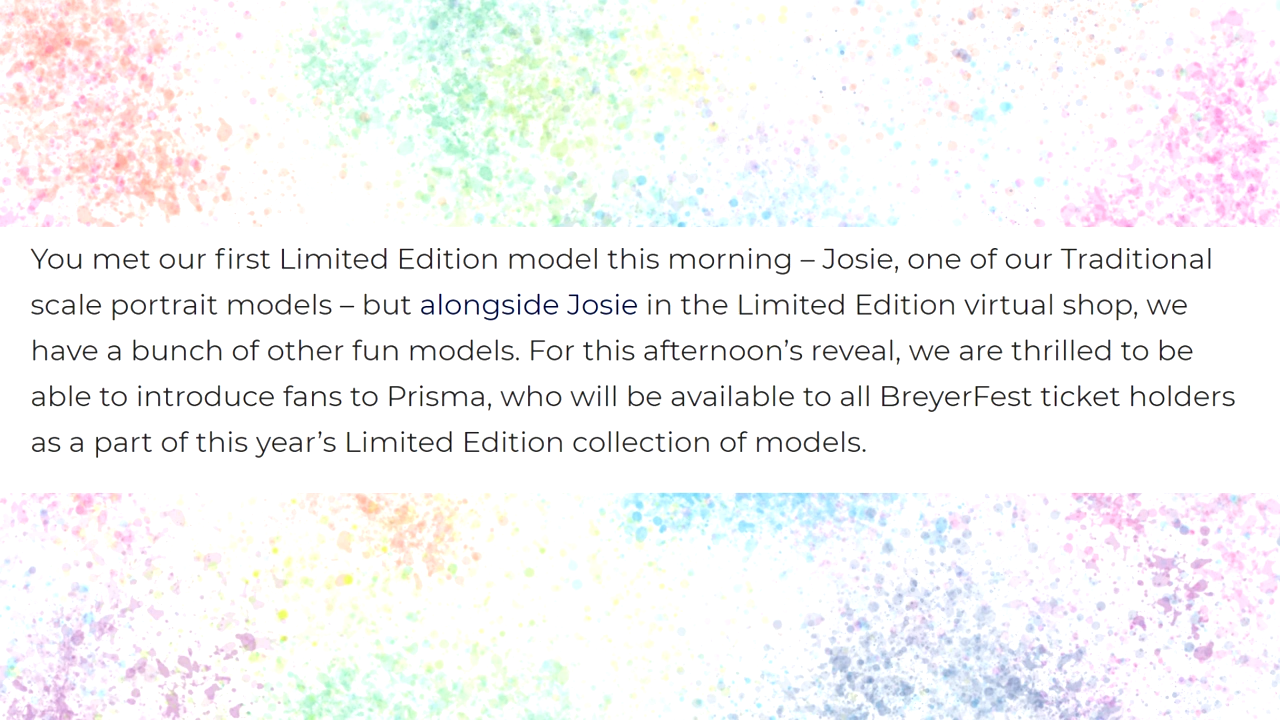 You met our first Limited Edition model this morning – Josie, one of our Traditional
scale portrait models – but alongside Josie in the Limited Edition virtual shop, we
have a bunch of other fun models. For this afternoon’s reveal, we are thrilled to be
able to introduce fans to Prisma, who will be available to all BreyerFest ticket holders
as a part of this year’s Limited Edition collection of models.